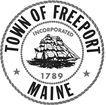 TOWN OF FREEPORT
INCORPORATED
1789
MAINE